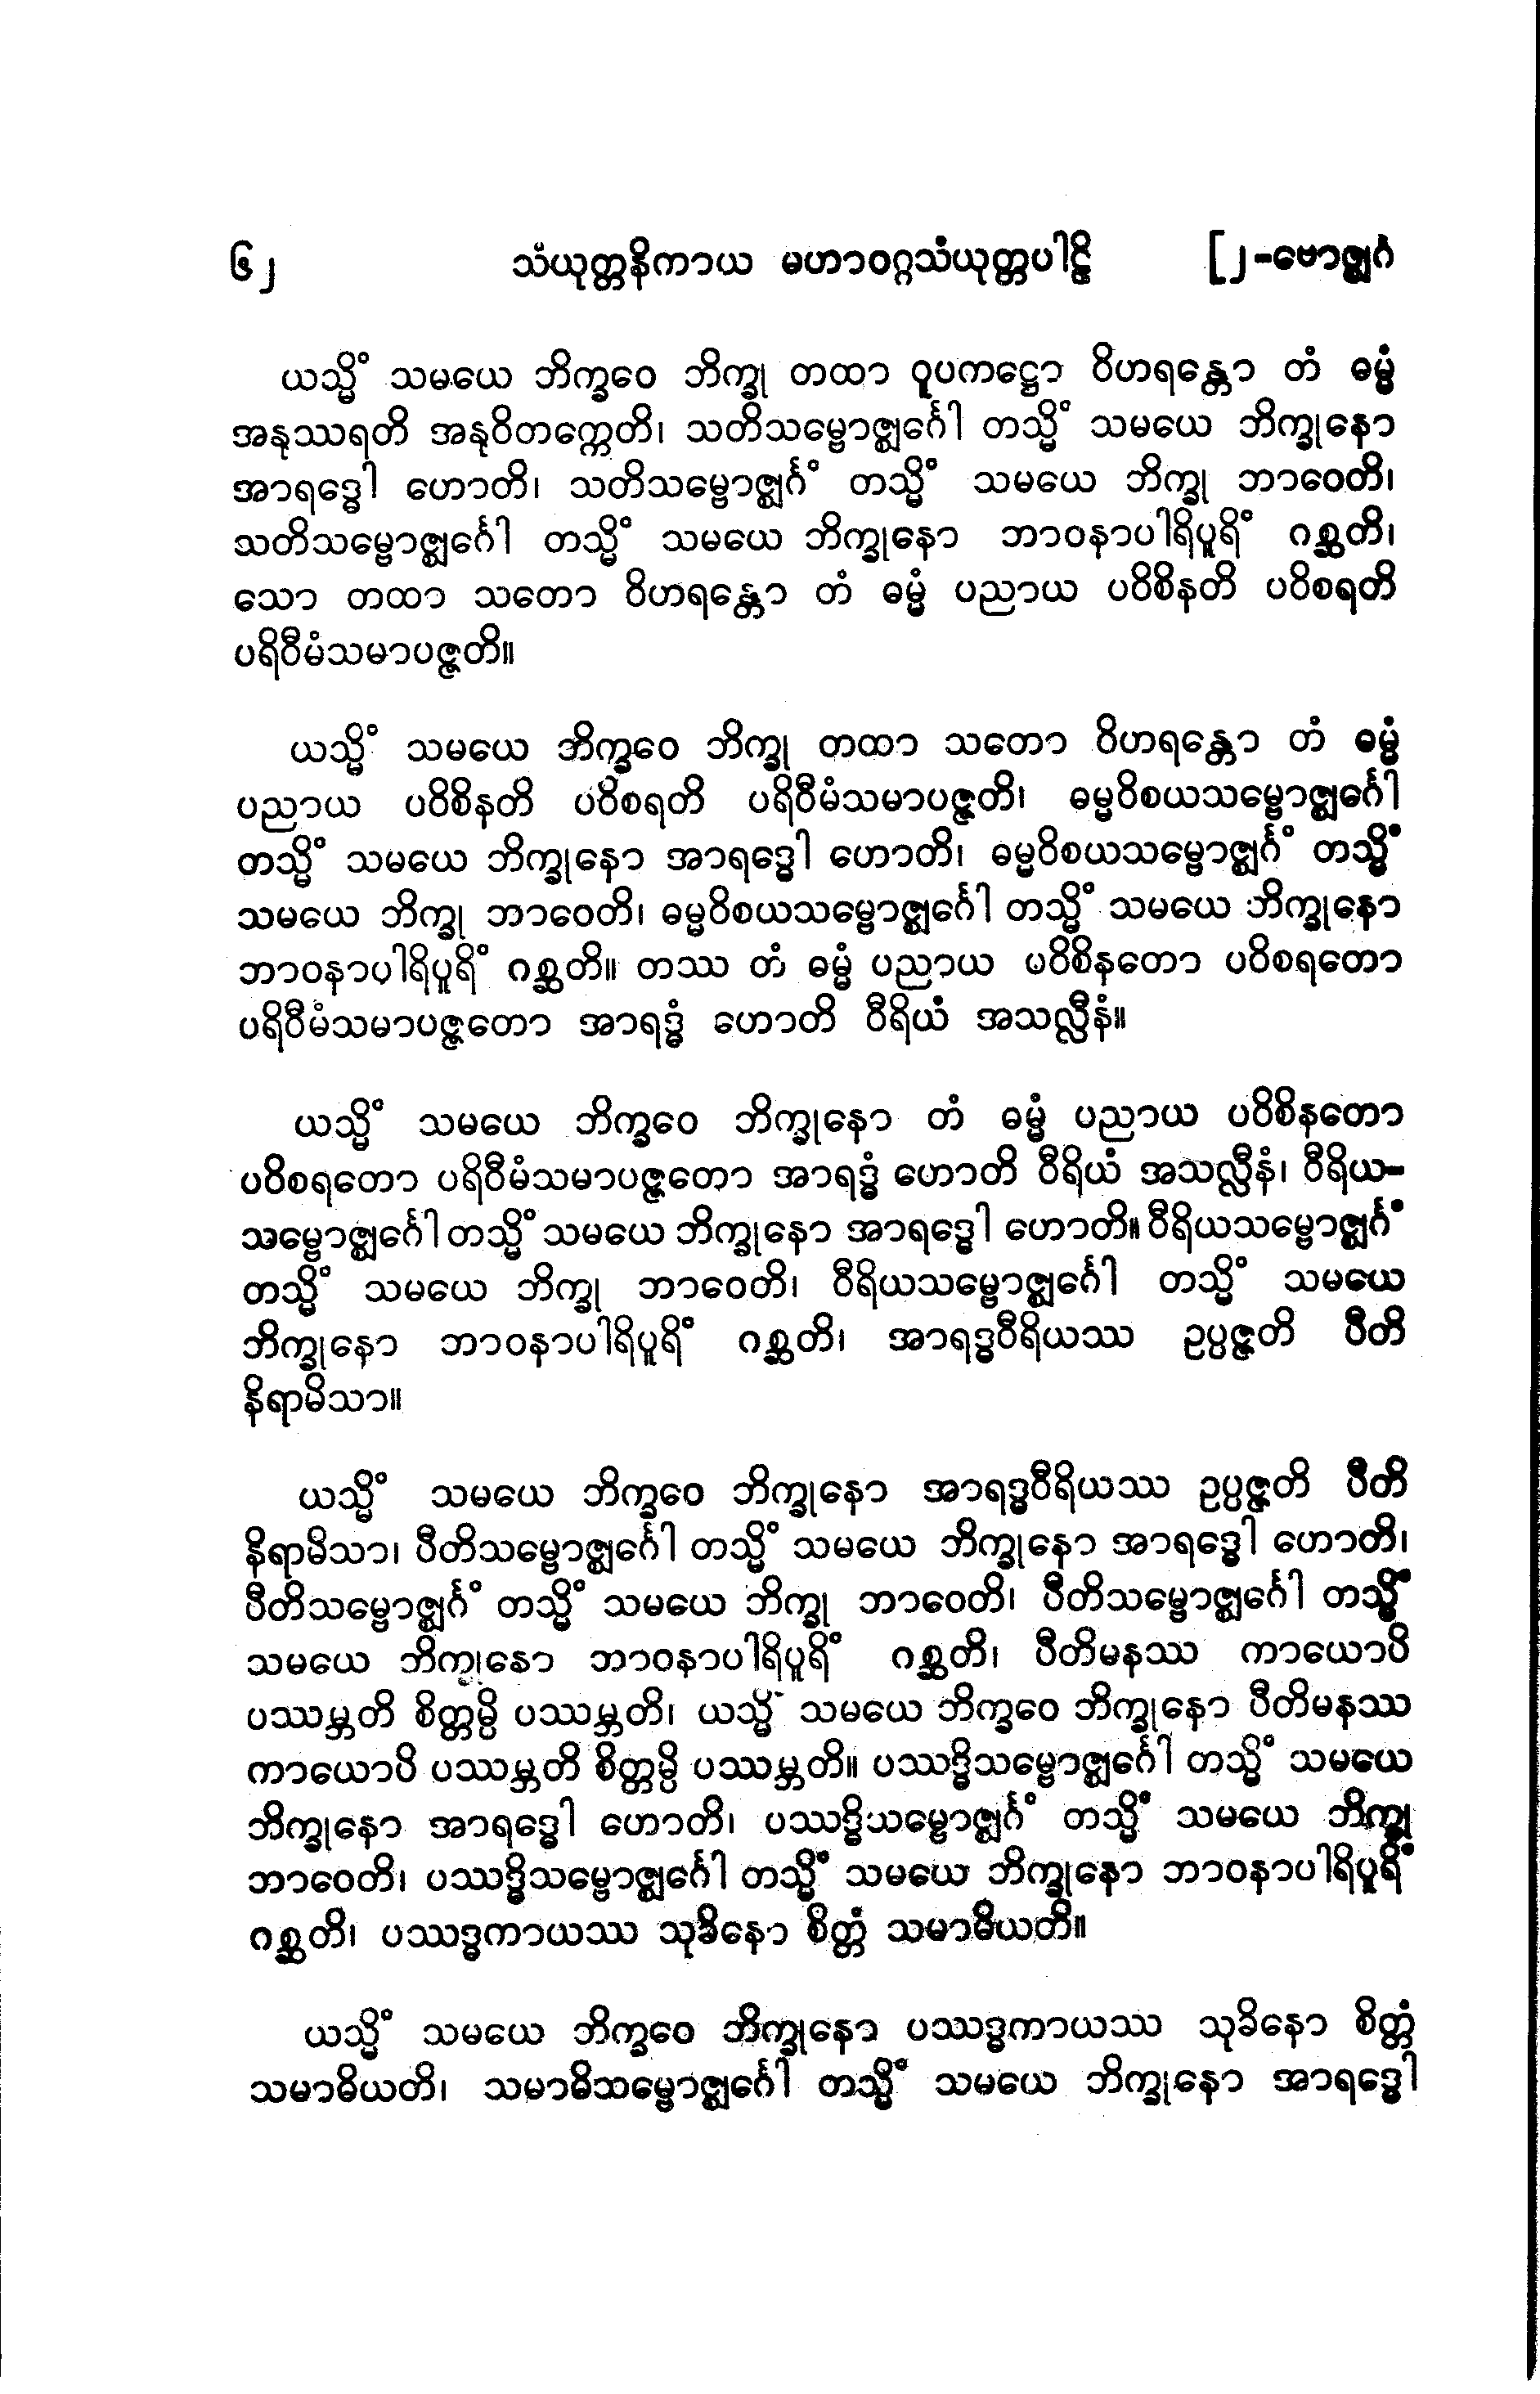 ၆၂ သံယုတ္တနိကာယ မဟာဝဂ္ဂသံယုတ္တပါဠိ [၂-ဗောဇ္ဈင်္ဂ
ယသ္မိံ သမယေ ဘိက္ခဝေ ဘိက္ခု တထာ ဝူပကဋ္ဌော ဝိဟရန္တော တံ ဓမ္မံ
အနုဿရတိ အနုဝိတက္ကေတိ၊ သတိသမ္ဗောဇ္ဈင်္ဂေါ တသ္မိံ သမယေ ဘိက္ခုနော
အာရဒ္ဓေါ ဟောတိ၊ သတိသမ္ဗောဇ္ဈင်္ဂံ တသ္မိံ သမယေ ဘိက္ခု ဘာဝေတိ၊
သတိသမ္ဗောဇ္ဈင်္ဂေါ တသ္မိံ သမယေ ဘိက္ခုနော ဘာဝနာပါရိပူရိံ ဂစ္ဆတိ၊
သော တထာ သတော ဝိဟရန္တော တံ ဓမ္မံ ပညာယ ပဝိစိနတိ ပဝိစရတိ
ပရိဝီမံသမာပဇ္ဇတိ။
ယသ္မိံ သမယေ ဘိက္ခဝေ ဘိက္ခု တထာ သတော ဝိဟရန္တော တံ ဓမ္မံ
ပညာယ ပဝိစိနတိ ပဝိစရတိ ပရိဝီမံသမာပဇ္ဇတိ၊ ဓမ္မဝိစယသမ္ဗောဇ္ဈင်္ဂေါ
တသ္မိံ သမယေ ဘိက္ခုနော အာရဒ္ဓေါ ဟောတိ၊ ဓမ္မဝိစယသမ္ဗောဇ္ဈင်္ဂံ တသ္မိံ
သမယေ ဘိက္ခု ဘာဝေတိ၊ ဓမ္မဝိစယသမ္ဗောဇ္ဈင်္ဂေါ တသ္မိံ သမယေ ဘိက္ခုနော
ဘာဝနာပါရိပူရိံ ဂစ္ဆတိ။ တဿ တံ ဓမ္မံ ပညာယ ပဝိစိနတော ပဝိစရတော
ပရိဝီမံသမာပဇ္ဇတော အာရဒ္ဓံ ဟောတိ ဝီရိယံ အသလ္လီနံ။
ယသ္မိံ သမယေ ဘိက္ခဝေ ဘိက္ခုနော တံ ဓမ္မံ ပညာယ ပဝိစိနတော
ပဝိစရတော ပရိဝီမံသမာပဇ္ဇတော အာရဒ္ဓံ ဟောတိ ဝီရိယံ အသလ္လီနံ၊ ဝီရိယ-
သမ္ဗောဇ္ဈင်္ဂေါ တသ္မိံ သမယေ ဘိက္ခုနော အာရဒ္ဓေါ ဟောတိ။ ဝီရိယသမ္ဗောဇ္ဈင်္ဂံ
တသ္မိံ သမယေ ဘိက္ခု ဘာဝေတိ၊ ဝီရိယသမ္ဗောဇ္ဈင်္ဂေါ တသ္မိံ သမယေ
ဘိက္ခုနော ဘာဝနာပါရိပူရိံ ဂစ္ဆတိ၊ အာရဒ္ဓဝီရိယဿ ဥပ္ပဇ္ဇတိ ပီတိ
နိရာမိသာ။
ယသ္မိံ သမယေ ဘိက္ခဝေ ဘိက္ခုနော အာရဒ္ဓဝီရိယဿ ဥပ္ပဇ္ဇတိ ပီတိ
နိရာမိသာ၊ ပီတိသမ္ဗောဇ္ဈင်္ဂေါ တသ္မိံ သမယေ ဘိက္ခုနော အာရဒ္ဓေါ ဟောတိ၊
ပီတိသမ္ဗောဇ္ဈင်္ဂံ တသ္မိံ သမယေ ဘိက္ခု ဘာဝေတိ၊ ပီတိသမ္ဗောဇ္ဈင်္ဂေါ တသ္မိံ
သမယေ ဘိက္ခုနော ဘာဝနာပါရိပူရိံ ဂစ္ဆတိ၊ ပီတိမနဿ ကာယောပိ
ပဿမ္ဘတိ စိတ္တမ္ပိ ပဿမ္ဘတိ၊ ယသ္မိံ သမယေ ဘိက္ခဝေ ဘိက္ခုနော ပီတိမနဿ
ကာယောပိ ပဿမ္ဘတိ စိတ္တမ္ပိ ပဿမ္ဘတိ။ ပဿဒ္ဓိသမ္ဗောဇ္ဈင်္ဂေါ တသ္မိံ သမယေ
ဘိက္ခုနော အာရဒ္ဓေါ ဟောတိ၊ ပဿဒ္ဓိသမ္ဗောဇ္ဈင်္ဂံ တသ္မိံ သမယေ ဘိက္ခု
ဘာဝေတိ၊ ပဿဒ္ဓိသမ္ဗောဇ္ဈင်္ဂေါ တသ္မိံ သမယေ ဘိက္ခုနော ဘာဝနာပါရိပူရိံ
ဂစ္ဆတိ၊ ပဿဒ္ဓကာယဿ သုခိနော စိတ္တံ သမာဓိယတိ။
ယသ္မိံ သမယေ ဘိက္ခဝေ ဘိက္ခုနော ပဿဒ္ဓကာယဿ သုခိနော စိတ္တံ
သမာဓိယတိ၊ သမာဓိသမ္ဗောဇ္ဈင်္ဂေါ တသ္မိံ သမယေ ဘိက္ခုနော အာရဒ္ဓေါ